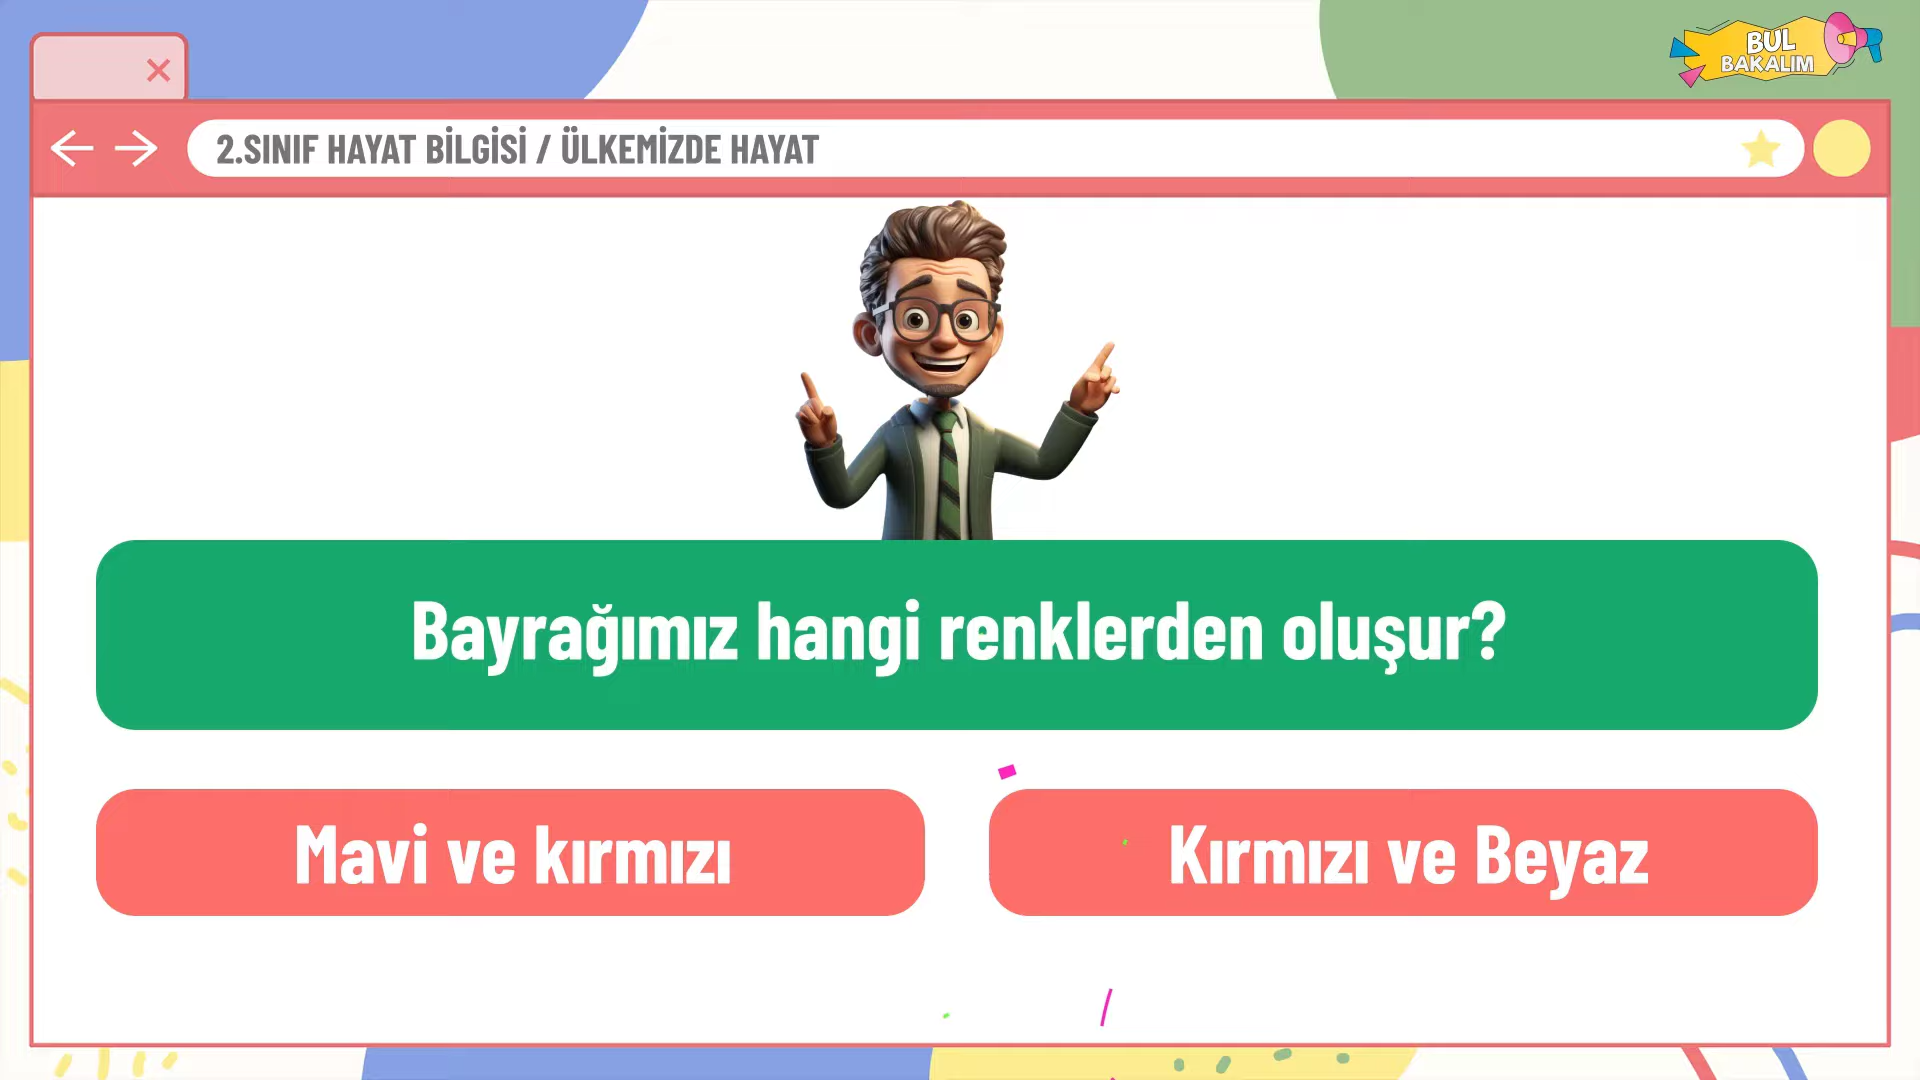 BUL
BAKALIM
2.SINIF HAYAT BİLGİSİ / ÜLKEMİZDE HAYAT
Bayrağımız hangi renklerden oluşur?
Mavi ve kırmızı
Kırmızı ve Beyaz